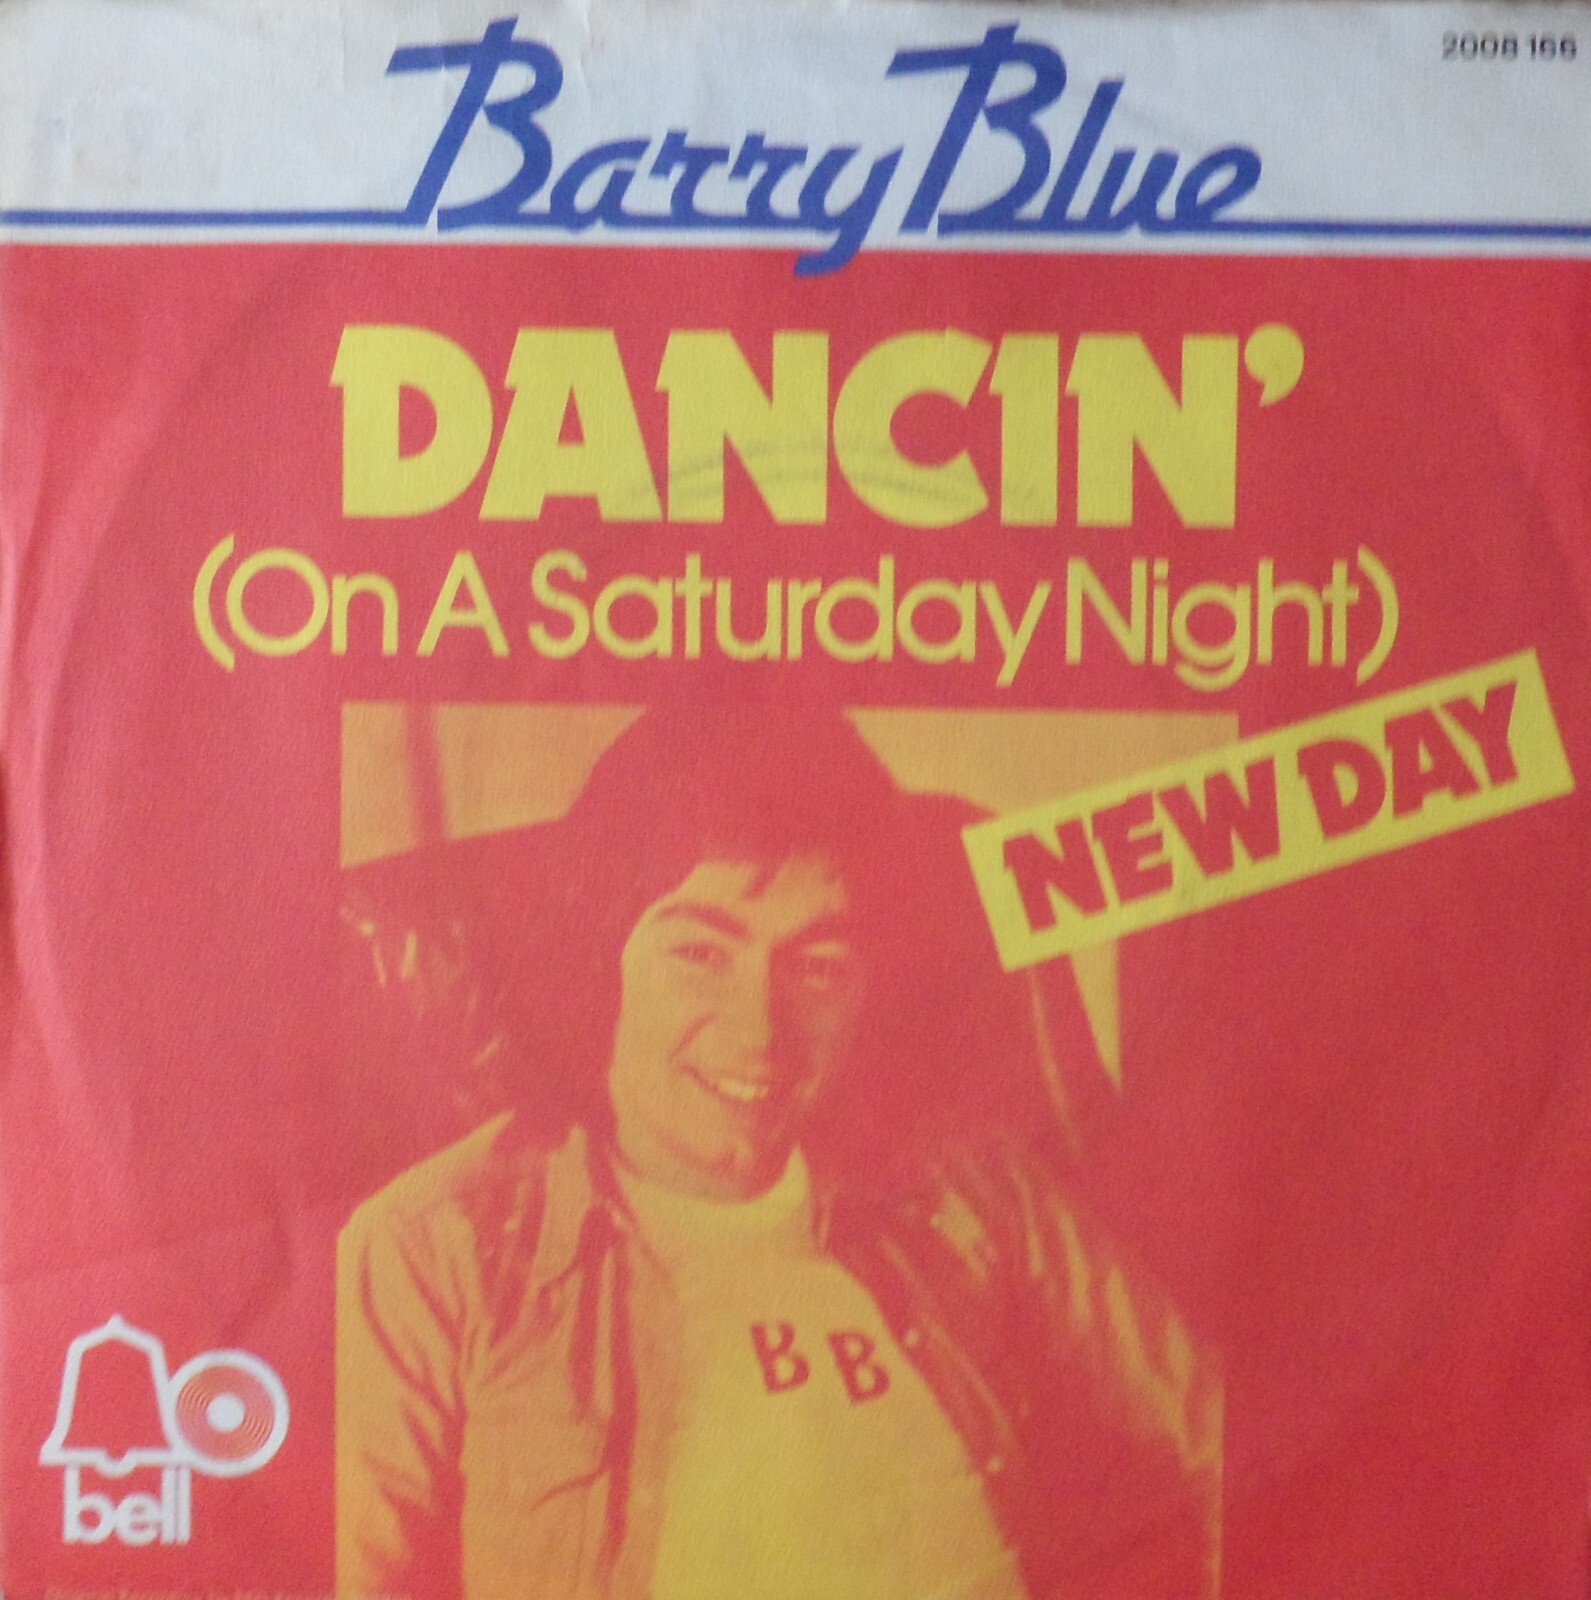 2008 166
Barry Blue
DANCIN'
(On A Saturday Night)
NEW DAY
BB
bell